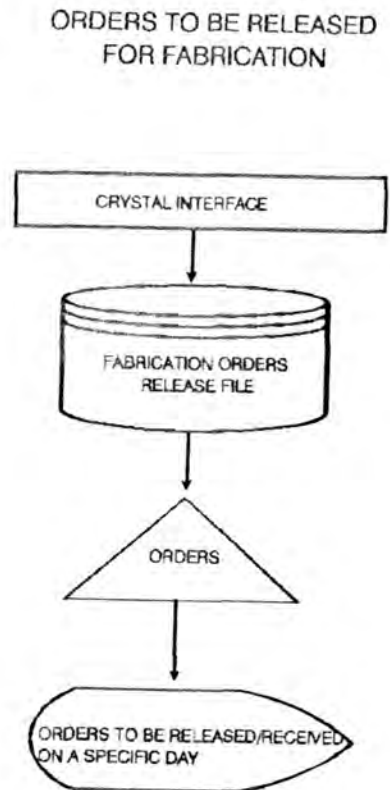 ORDERS TO BE RELEASED
FOR FABRICATION
CRYSTAL INTERFACE
FABRICATION ORDERS
RELEASE FILE
ORDERS
ORDERS TO BE RELEASED/RECEIVED
ON A SPECIFIC DAY